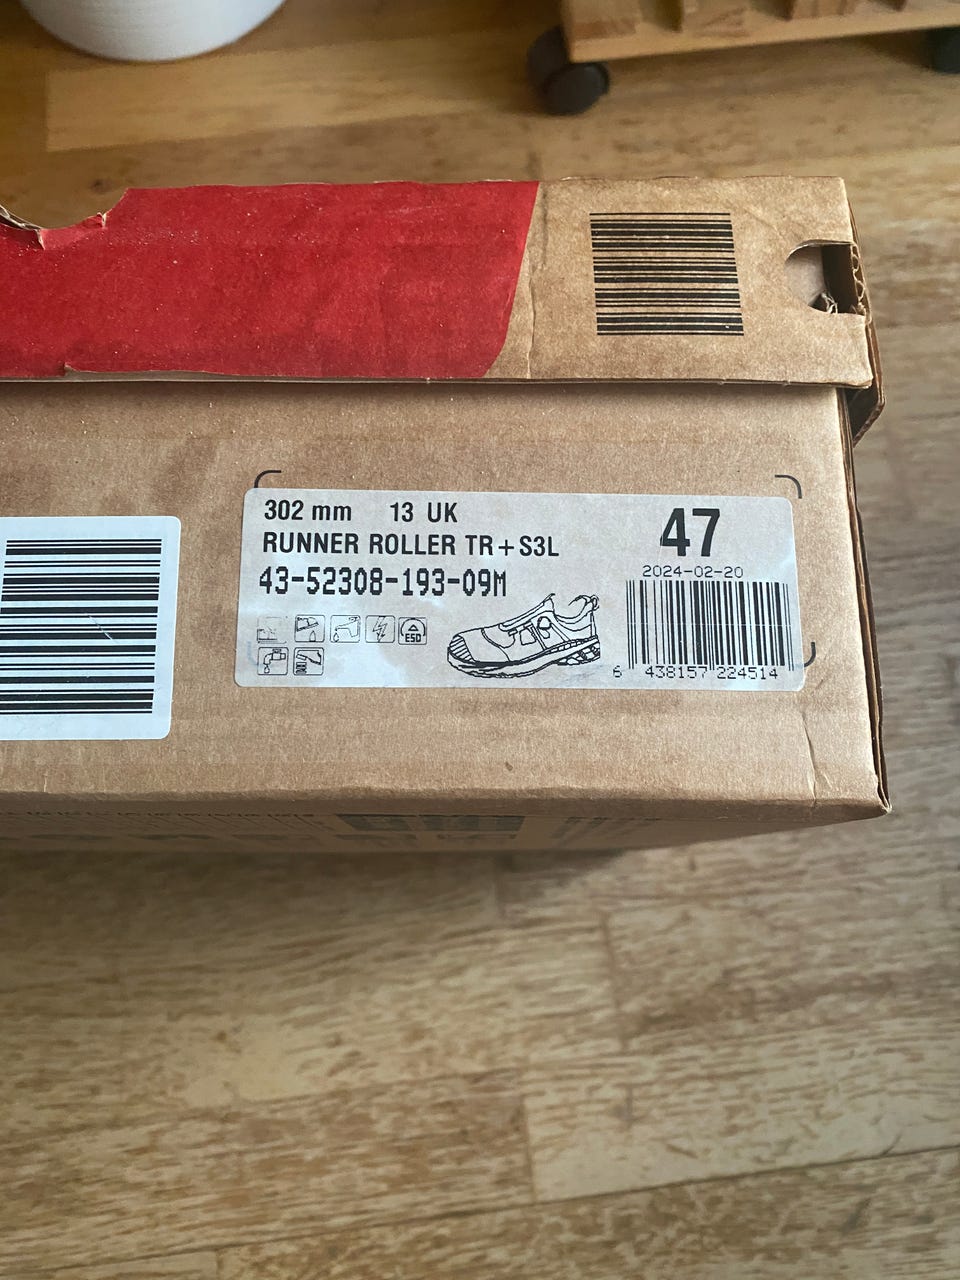 302 mm 13 UK
RUNNER ROLLER TR+S3L
43-52308-193-09M
ESD
47
2024-02-20
6 438157 224514